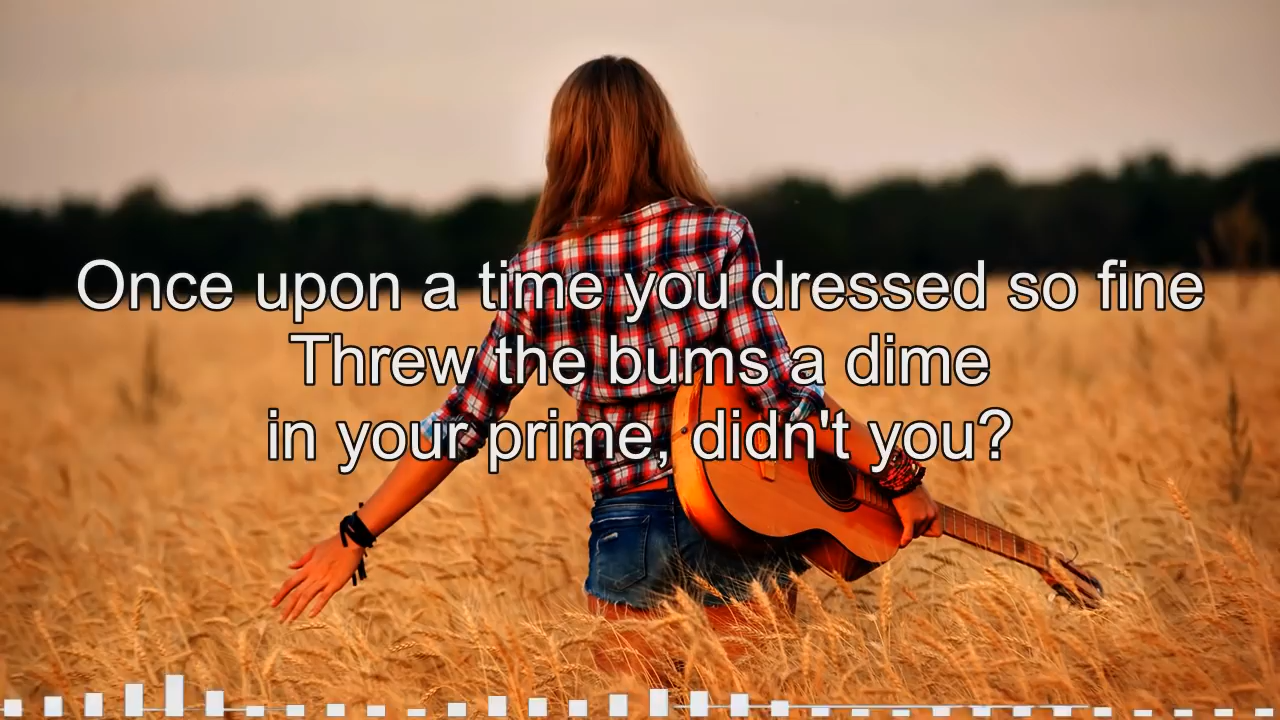 Once upon a time you dressed so fine
Threw the bums a dime
in your prime, didn't you?